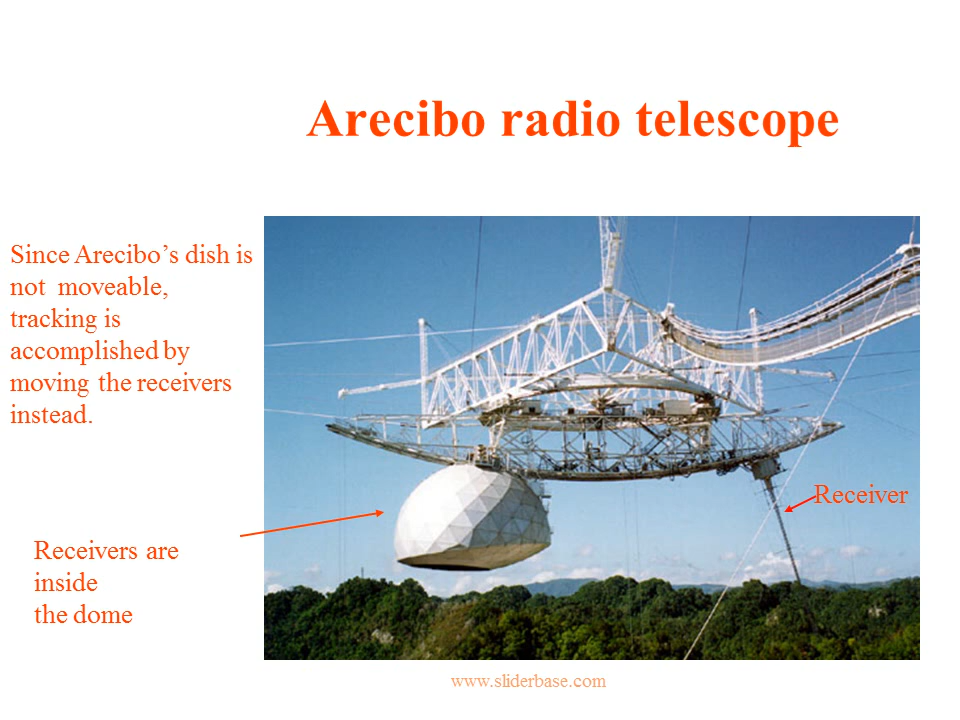 Arecibo radio telescope
Since Arecibo’s dish is
not  moveable,
tracking is
accomplished by
moving the receivers
instead.
Receiver
Receivers are
inside
the dome
www.sliderbase.com